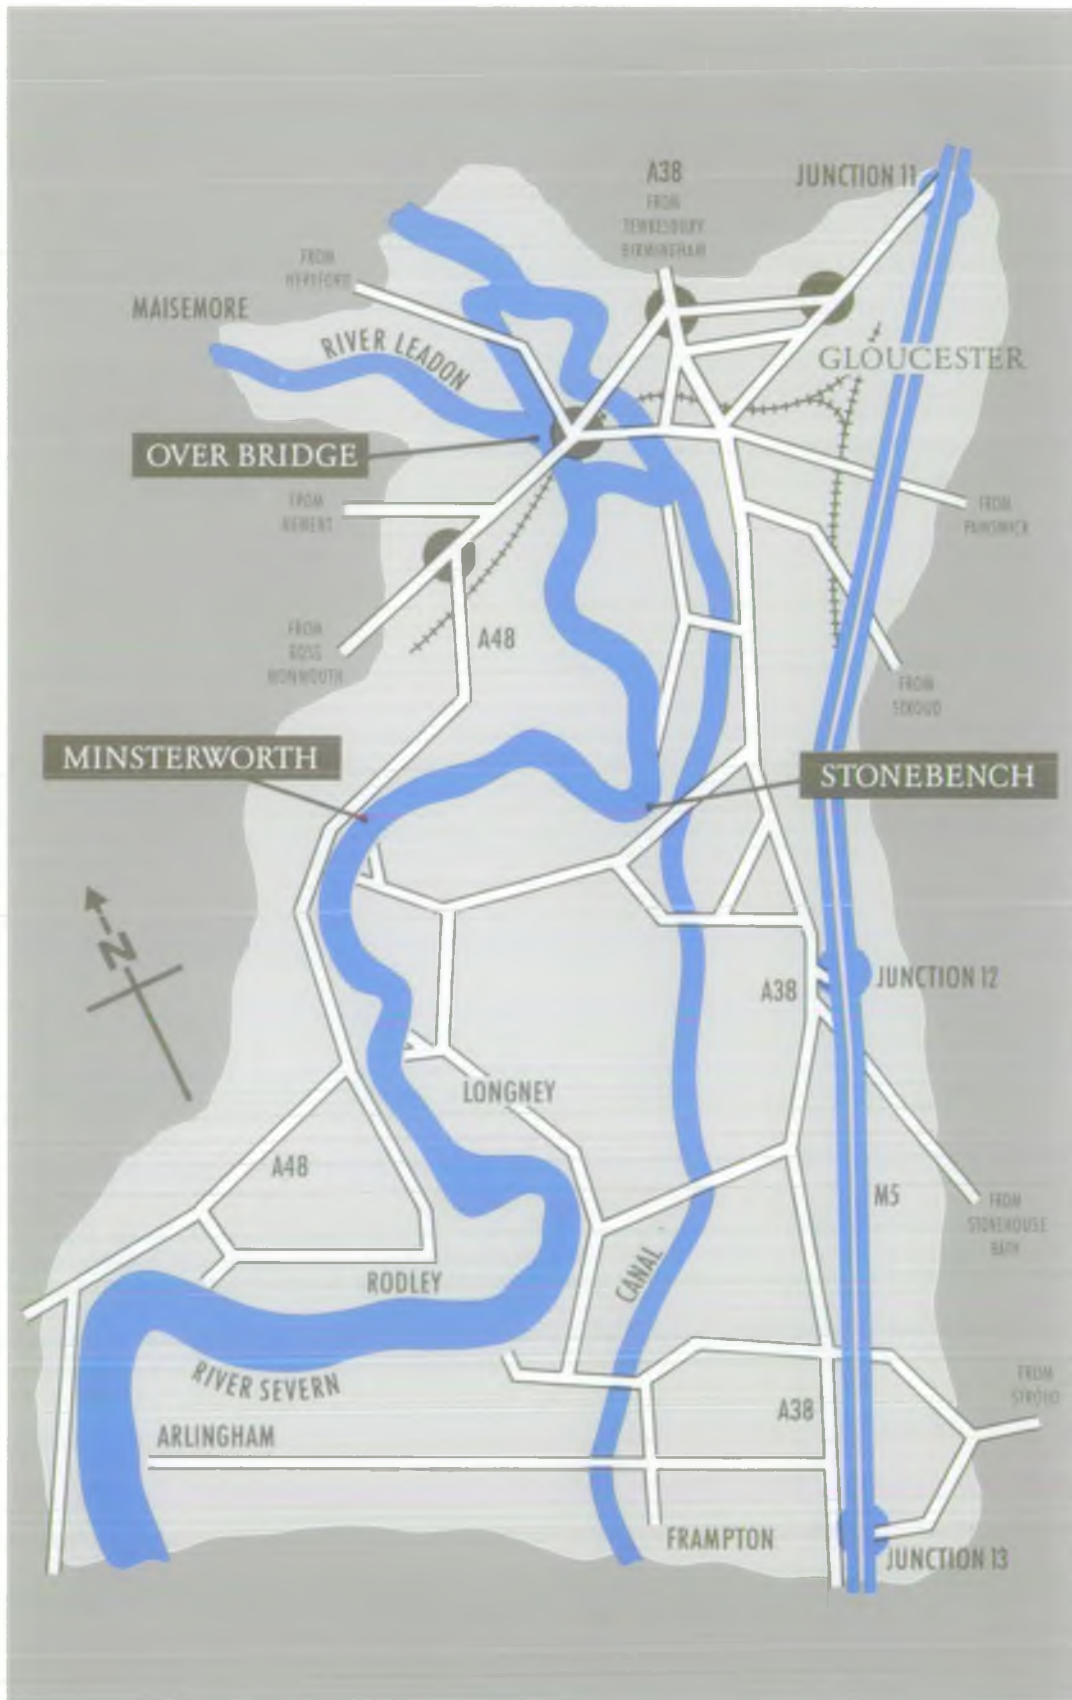 A38
FROM
TEWKESBURY
BIRMINGHAM
JUNCTION 11
FROM
HEREFORD
MAISEMORE
RIVER LEADON
GLOUCESTER
OVER BRIDGE
FROM
NEWENT
FROM
PAINSWICK
FROM
ROSS
MONMOUTH
A48
FROM
STROUD
MINSTERWORTH
STONEBENCH
N
A38
JUNCTION 12
LONGNEY
A48
M5
FROM
STONEHOUSE
BATH
CANAL
RODLEY
RIVER SEVERN
FROM
STROUD
A38
ARLINGHAM
FRAMPTON
JUNCTION 13